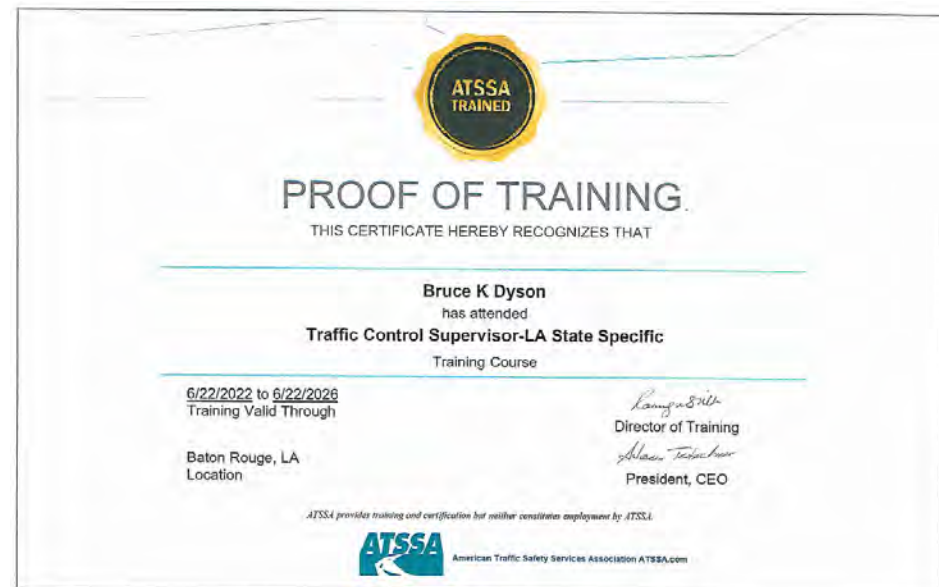 ATSSA
TRAINED
PROOF OF TRAINING
THIS CERTIFICATE HEREBY RECOGNIZES THAT
Bruce K Dyson
has attended
Traffic Control Supervisor-LA State Specific
Training Course
6/22/2022 to 6/22/2026
Training Valid Through
Director of Training
Baton Rouge, LA
Location
President, CEO
ATSSA provides training and certification but neither constitutes employment by ATSSA.
ATSSA
American Traffic Safety Services Association ATSSA.com